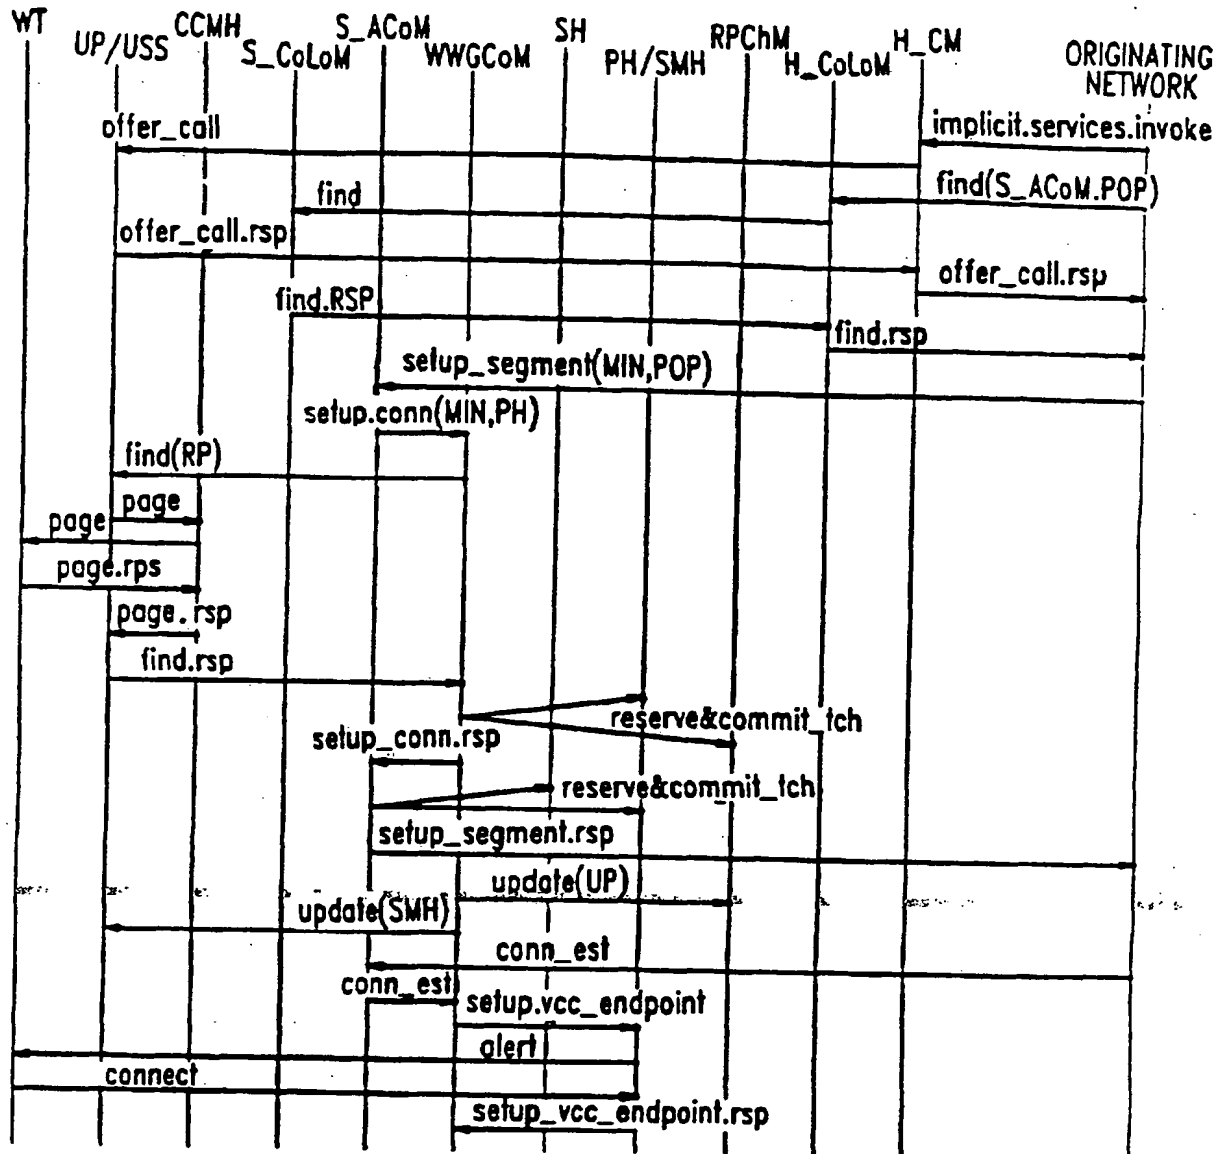 WT
UP/USS
CCMH
S_CoLoM
S_ACoM
WWGCoM
SH
PH/SMH
RPChM
H_CoLoM
H_CM
ORIGINATING
NETWORK
offer_call
implicit.services.invoke
find
find(S_ACoM.POP)
offer_call.rsp
offer_call.rsp
find.RSP
find.rsp
setup_segment(MIN,POP)
setup.conn(MIN,PH)
find(RP)
page
page
page.rps
page.rsp
find.rsp
reserve&commit_tch
setup_conn.rsp
reserve&commit_tch
setup_segment.rsp
update(UP)
update(SMH)
conn_est
conn_est
setup.vcc_endpoint
alert
connect
setup_vcc_endpoint.rsp